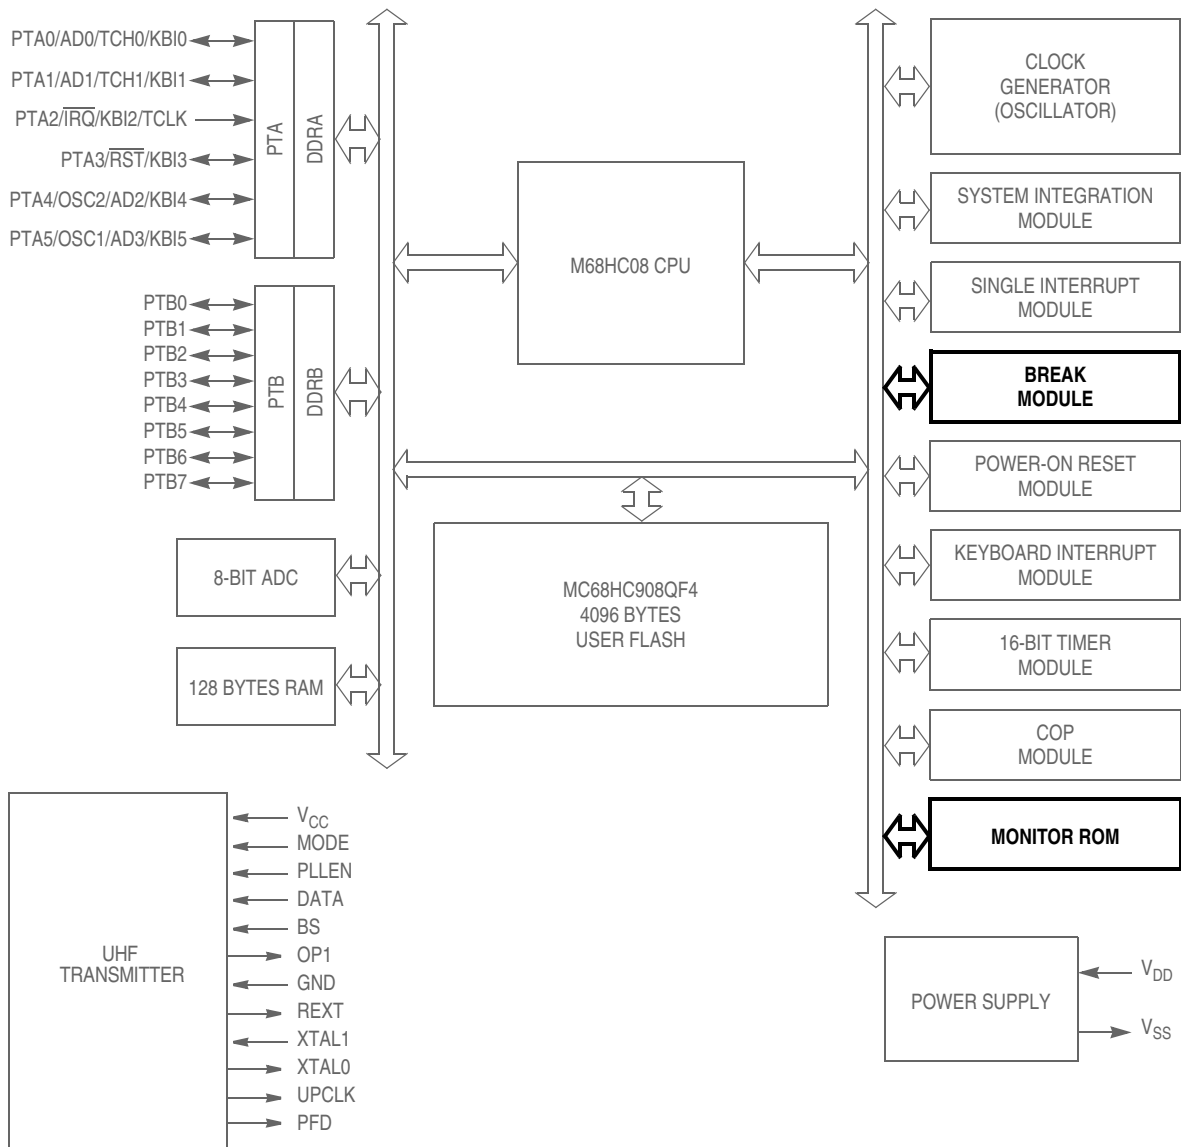 PTA0/AD0/TCH0/KBI0
PTA1/AD1/TCH1/KBI1
PTA2/I̅R̅Q̅/KBI2/TCLK
PTA3/R̅S̅T̅/KBI3
PTA4/OSC2/AD2/KBI4
PTA5/OSC1/AD3/KBI5
PTA
DDRA
PTB0
PTB1
PTB2
PTB3
PTB4
PTB5
PTB6
PTB7
PTB
DDRB
8-BIT ADC
128 BYTES RAM
M68HC08 CPU
MC68HC908QF4
4096 BYTES
USER FLASH
CLOCK
GENERATOR
(OSCILLATOR)
SYSTEM INTEGRATION
MODULE
SINGLE INTERRUPT
MODULE
BREAK
MODULE
POWER-ON RESET
MODULE
KEYBOARD INTERRUPT
MODULE
16-BIT TIMER
MODULE
COP
MODULE
MONITOR ROM
UHF
TRANSMITTER
VCC
MODE
PLLEN
DATA
BS
OP1
GND
REXT
XTAL1
XTAL0
UPCLK
PFD
POWER SUPPLY
VDD
VSS